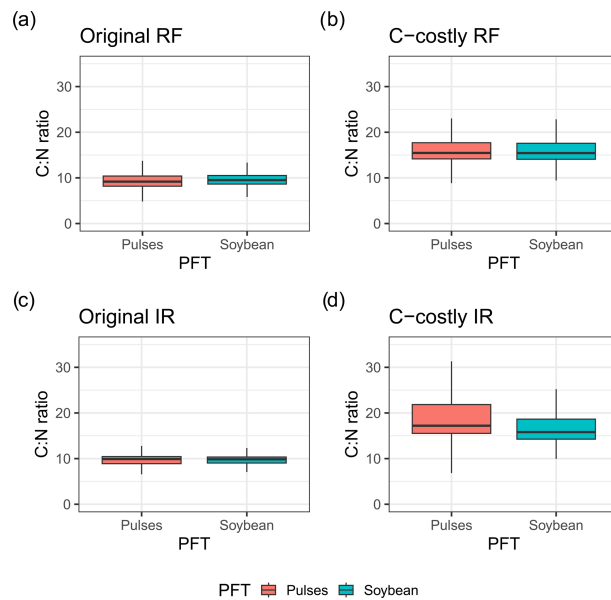 (a)
Original RF
C:N ratio
30
20
10
0
Pulses Soybean
PFT
(b)
C−costly RF
C:N ratio
30
20
10
0
Pulses Soybean
PFT
(c)
Original IR
C:N ratio
30
20
10
0
Pulses Soybean
PFT
(d)
C−costly IR
C:N ratio
30
20
10
0
Pulses Soybean
PFT
PFT Pulses Soybean